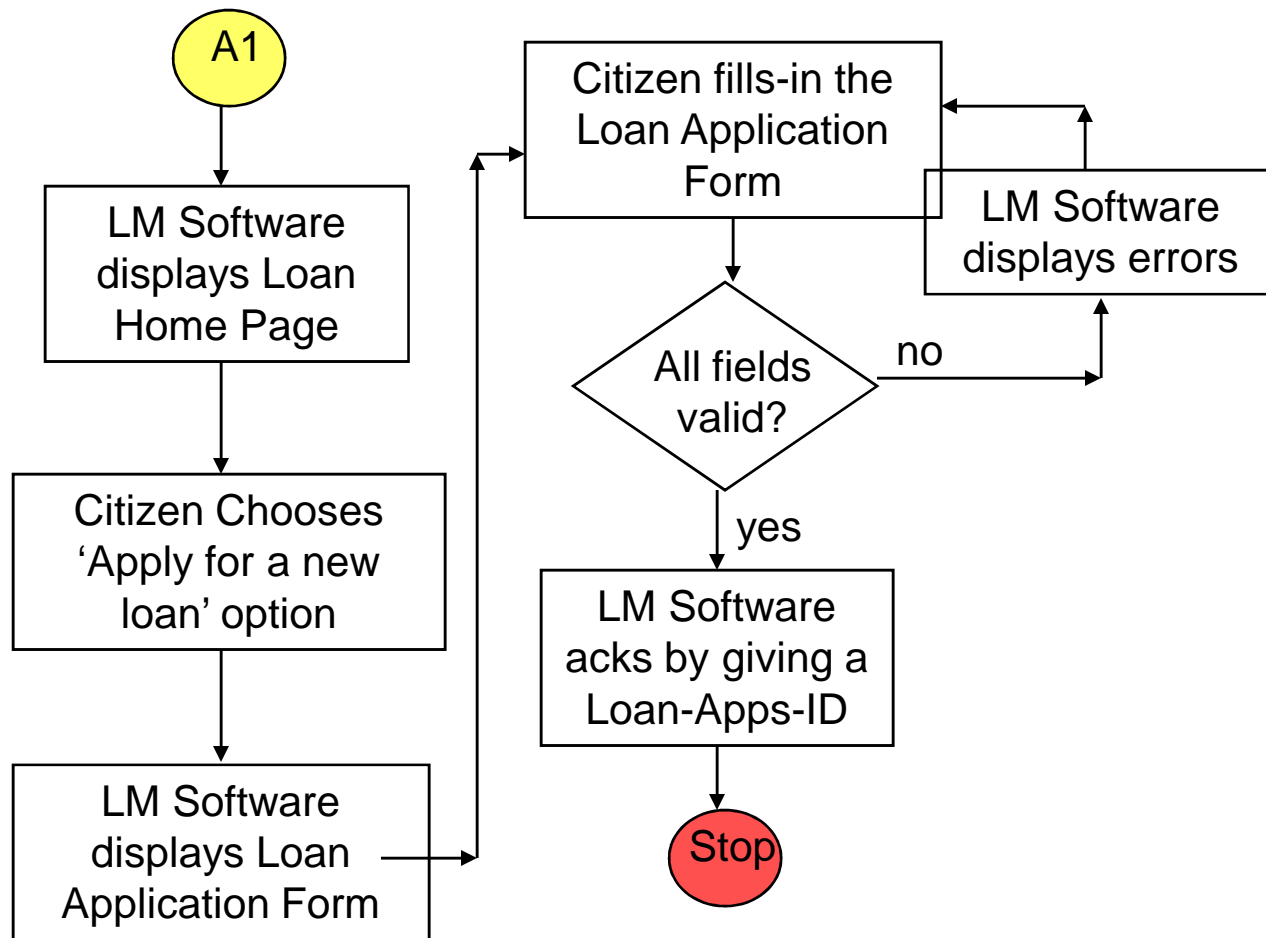 A1
LM Software
displays Loan
Home Page
Citizen Chooses
‘Apply for a new
loan’ option
LM Software
displays Loan
Application Form
Citizen fills-in the
Loan Application
Form
LM Software
displays errors
All fields
valid?
no
yes
LM Software
acks by giving a
Loan-Apps-ID
Stop